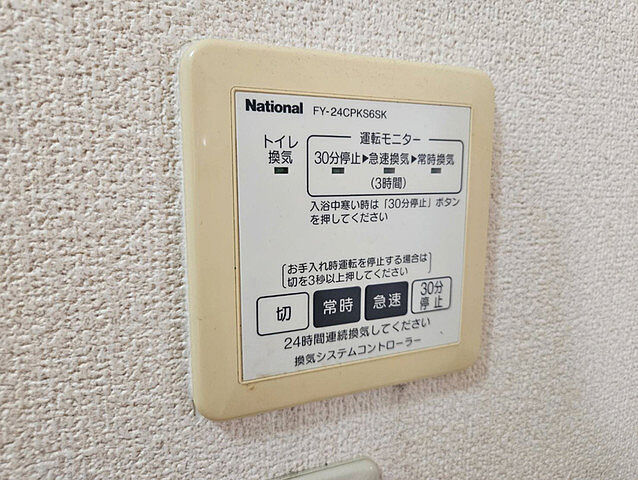 National FY-24CPKS6SK
トイレ
換気
運転モニター
30分停止▶急速換気▶常時換気
(3時間)
入浴中寒い時は「30分停止」ボタン
を押してください
お手入れ時運転を停止する場合は
切を3秒以上押してください
切 常時 急速 30分停止
24時間連続換気してください
換気システムコントローラー